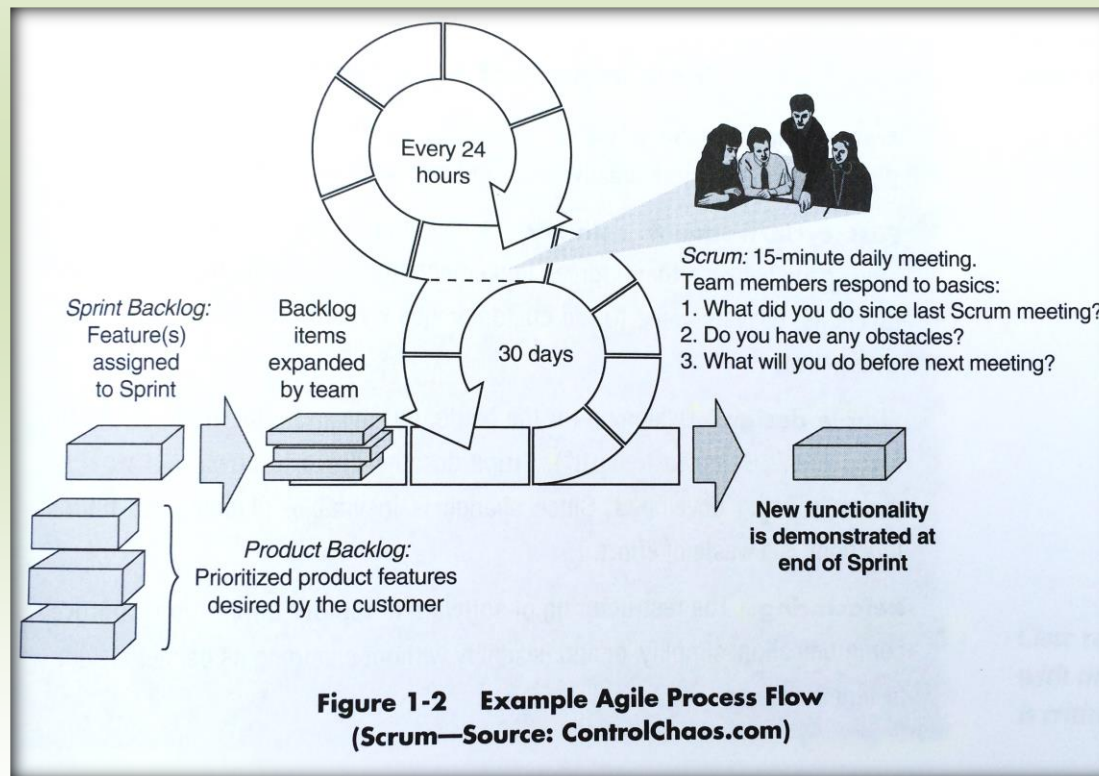 Every 24
hours
Scrum: 15-minute daily meeting.
Team members respond to basics:
1. What did you do since last Scrum meeting?
2. Do you have any obstacles?
3. What will you do before next meeting?
Sprint Backlog:
Feature(s)
assigned
to Sprint
Backlog
items
expanded
by team
30 days
New functionality
is demonstrated at
end of Sprint
Product Backlog:
Prioritized product features
desired by the customer
Figure 1-2 Example Agile Process Flow
(Scrum—Source: ControlChaos.com)